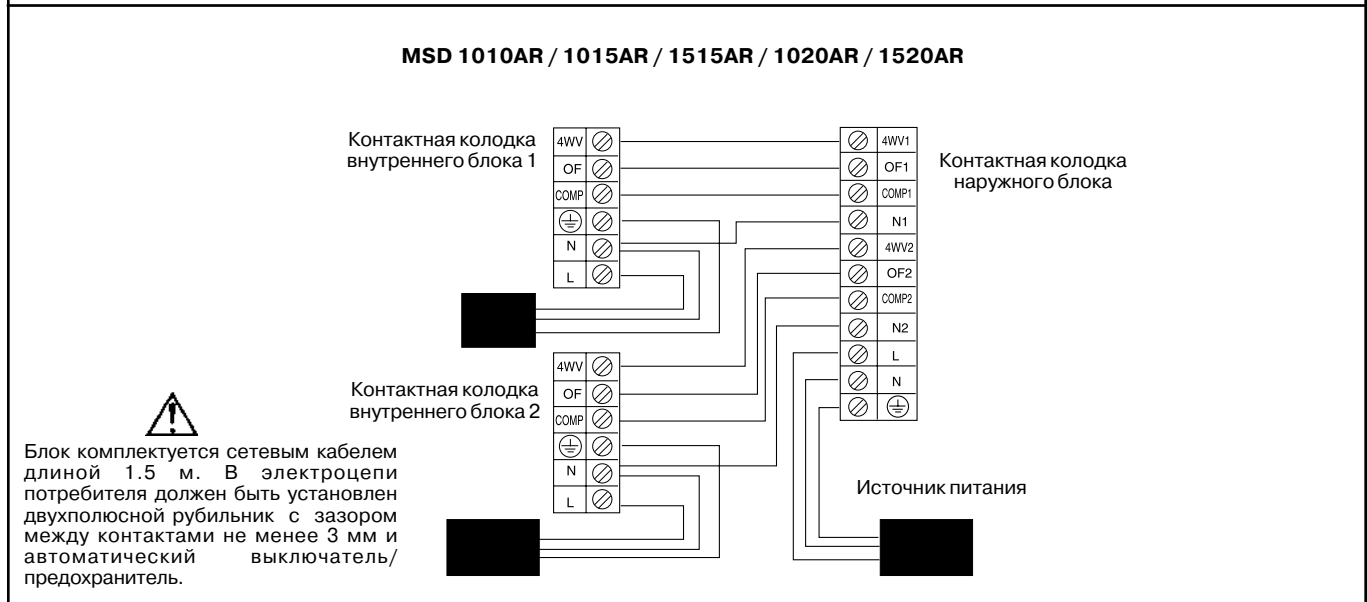 MSD 1010AR / 1015AR / 1515AR / 1020AR / 1520AR
Контактная колодка
внутреннего блока 1
4WV
OF
COMP
N
L
4WV1
OF1
COMP1
N1
4WV2
OF2
COMP2
N2
L
N
Контактная колодка
наружного блока
Контактная колодка
внутреннего блока 2
4WV
OF
COMP
N
L
Источник питания
Блок комплектуется сетевым кабелем
длиной 1.5 м. В электроцепи
потребителя должен быть установлен
двухполюсной рубильник с зазором
между контактами не менее 3 мм и
автоматический выключатель/
предохранитель.